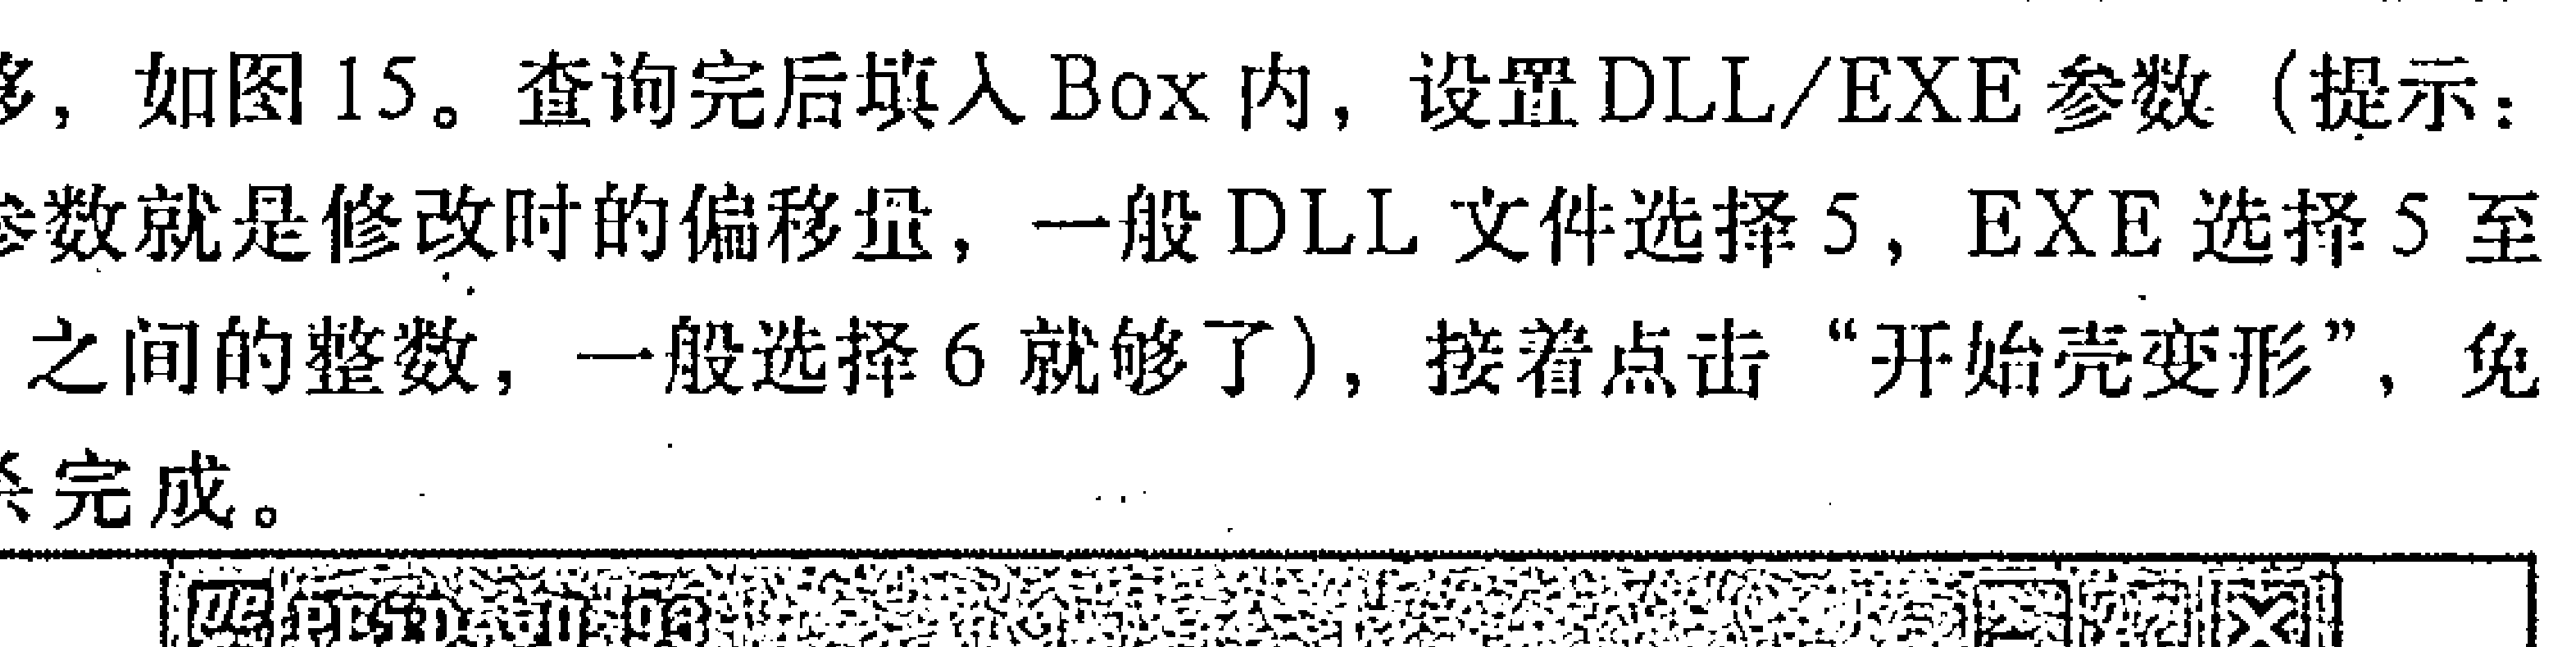 移，如图15。查询完后填入Box内，设置DLL/EXE参数（提示：
参数就是修改时的偏移量，一般DLL文件选择5，EXE选择5至
之间的整数，一般选择6就够了），接着点击“开始壳变形”，免
杀完成。